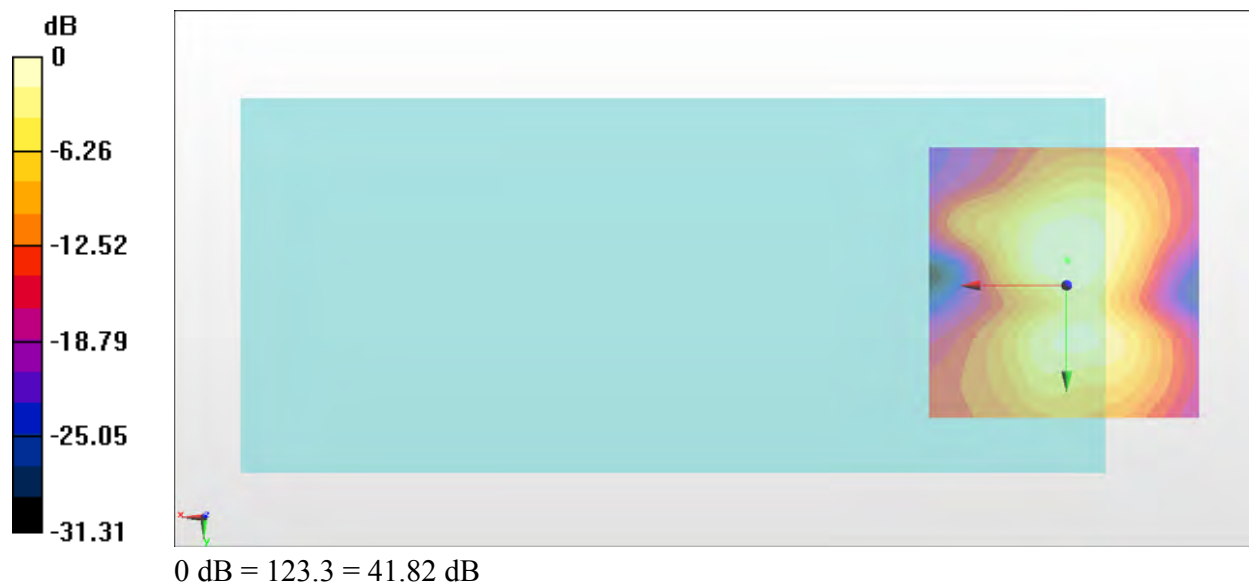 dB
0
-6.26
-12.52
-18.79
-25.05
-31.31
x z
y
0 dB = 123.3 = 41.82 dB